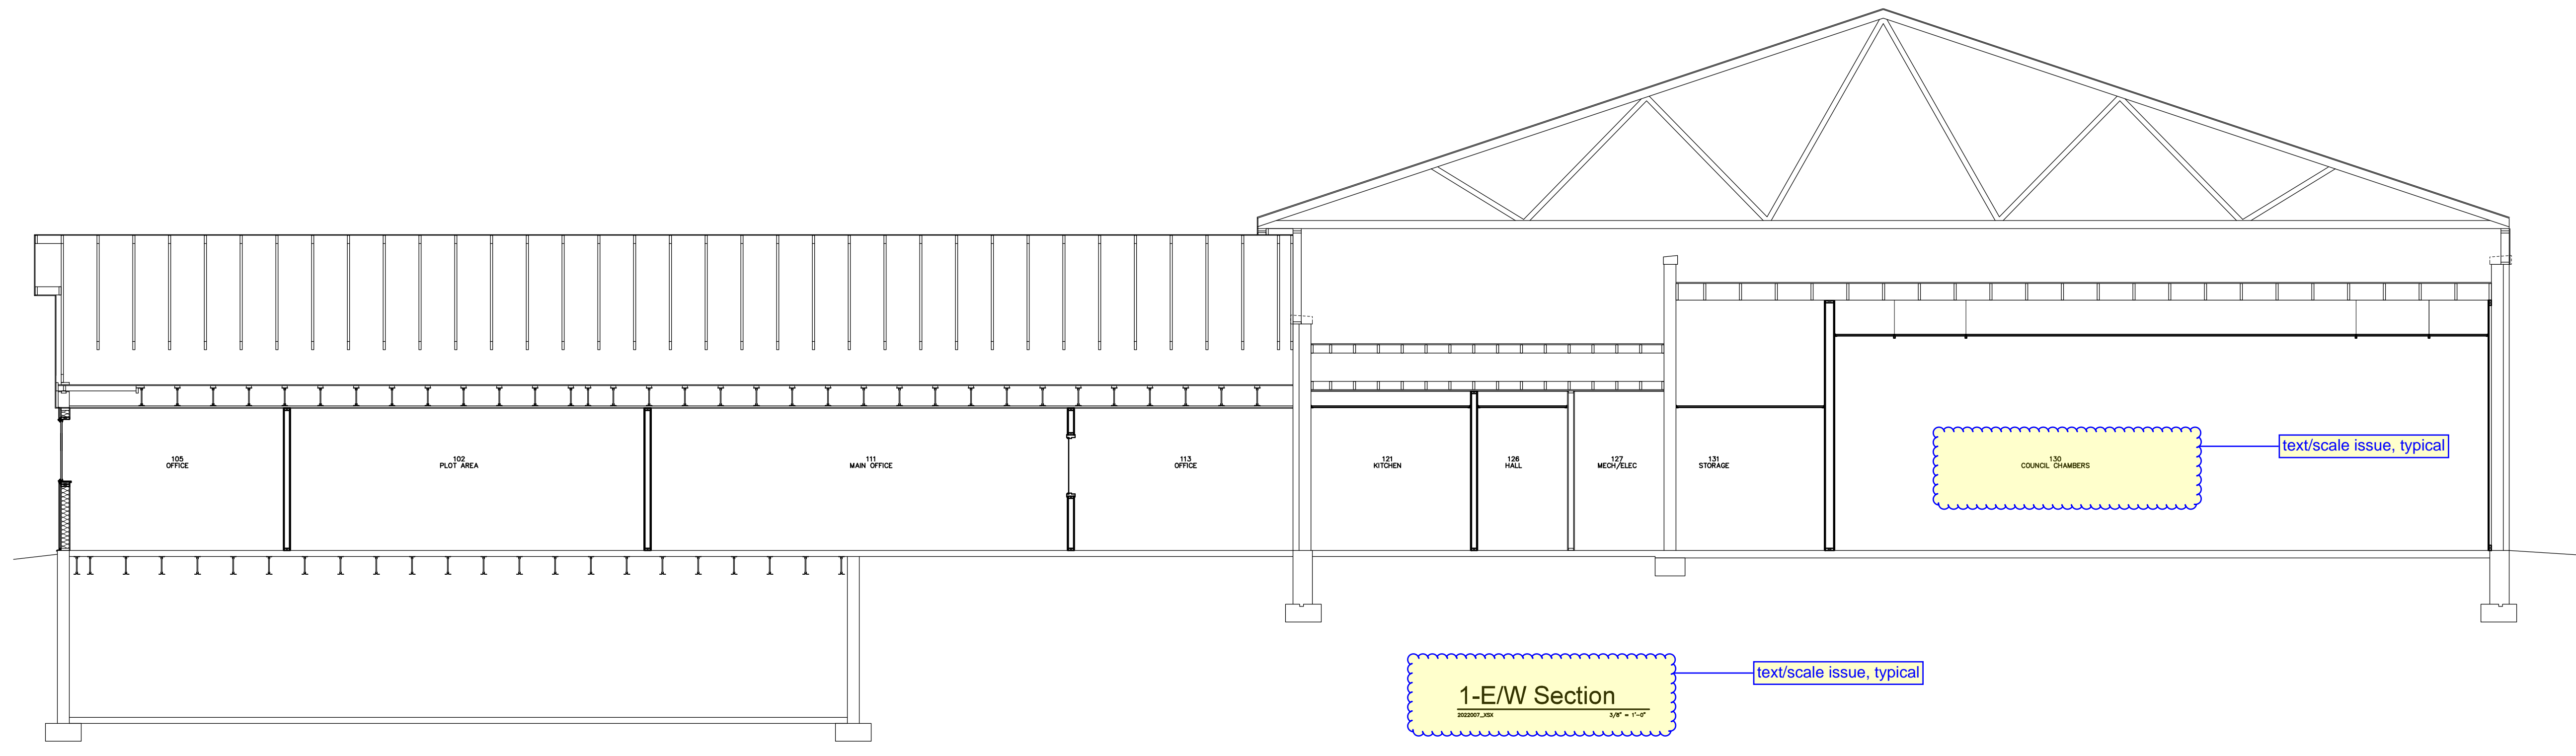 105
OFFICE
102
PLOT AREA
111
MAIN OFFICE
113
OFFICE
121
KITCHEN
126
HALL
127
MECH/ELEC
131
STORAGE
130
COUNCIL CHAMBERS
text/scale issue, typical
1-E/W Section
2022007_XSX 3/8" = 1'-0"
text/scale issue, typical